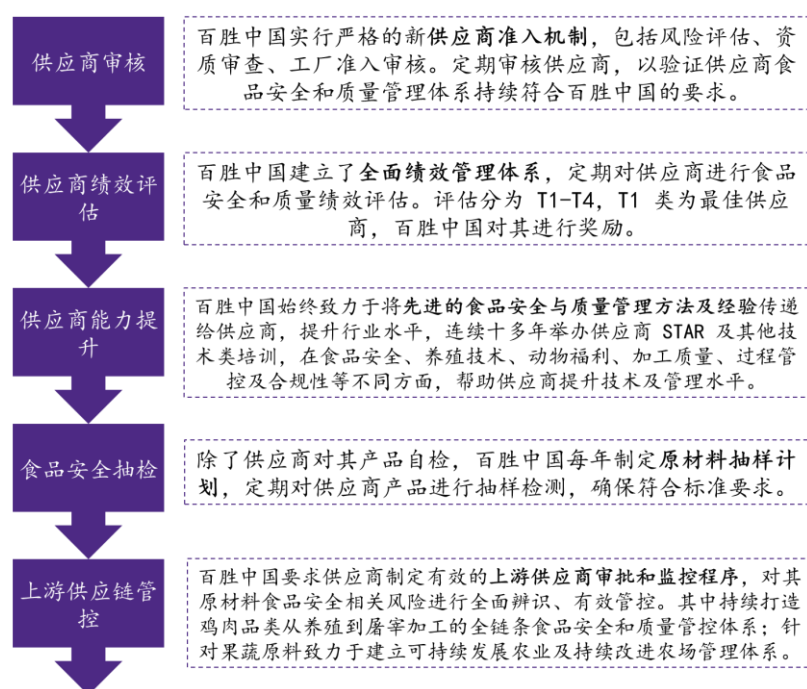 供应商审核
百胜中国实行严格的新供应商准入机制，包括风险评估、资
质审查、工厂准入审核。定期审核供应商，以验证供应商食
品安全和质量管理体系持续符合百胜中国的要求。
供应商绩效评
估
百胜中国建立了全面绩效管理体系，定期对供应商进行食品
安全和质量绩效评估。评估分为 T1-T4，T1 类为最佳供应
商，百胜中国对其进行奖励。
供应商能力提
升
百胜中国始终致力于将先进的食品安全与质量管理方法及经验传递
给供应商，提升行业水平，连续十多年举办供应商 STAR 及其他技
术类培训，在食品安全、养殖技术、动物福利、加工质量、过程管
控及合规性等不同方面，帮助供应商提升技术及管理水平。
食品安全抽检
除了供应商对其产品自检，百胜中国每年制定原材料抽样计
划，定期对供应商产品进行抽样检测，确保符合标准要求。
上游供应链管
控
百胜中国要求供应商制定有效的上游供应商审批和监控程序，对其
原材料食品安全相关风险进行全面辨识、有效管控。其中持续打造
鸡肉品类从养殖到屠宰加工的全链条食品安全和质量管控体系；针
对果蔬原料致力于建立可持续发展农业及持续改进农场管理体系。